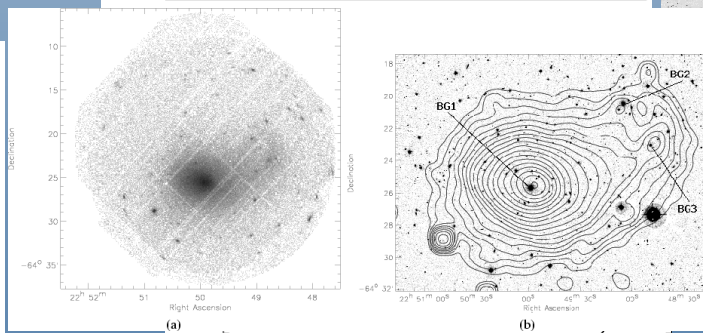 10
15
20
25
30
−64° 35'
Declination
22ʰ 52ᵐ 51 50 49 48
Right Ascension
(a)
18
20
22
24
26
28
30
−64° 32'
Declination
BG1
BG2
BG3
22ʰ 51ᵐ 00ˢ 50ᵐ 30ˢ 00ˢ 49ᵐ 30ˢ 00ˢ 48ᵐ 30ˢ
Right Ascension
(b)